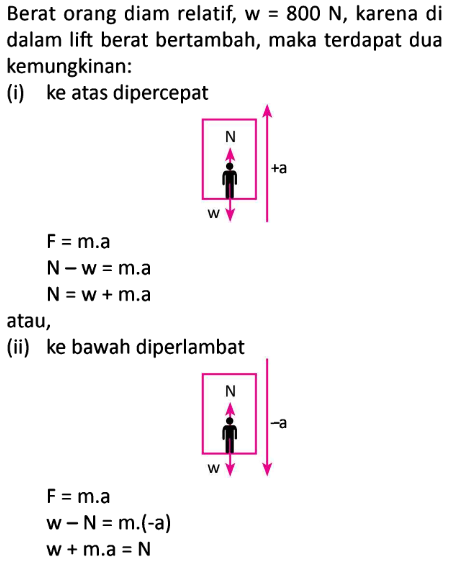 Berat orang diam relatif, w = 800 N, karena di
dalam lift berat bertambah, maka terdapat dua
kemungkinan:
(i) ke atas dipercepat
N
+a
w
F = m.a
N – w = m.a
N = w + m.a
atau,
(ii) ke bawah diperlambat
N
–a
w
F = m.a
w – N = m.(-a)
w + m.a = N